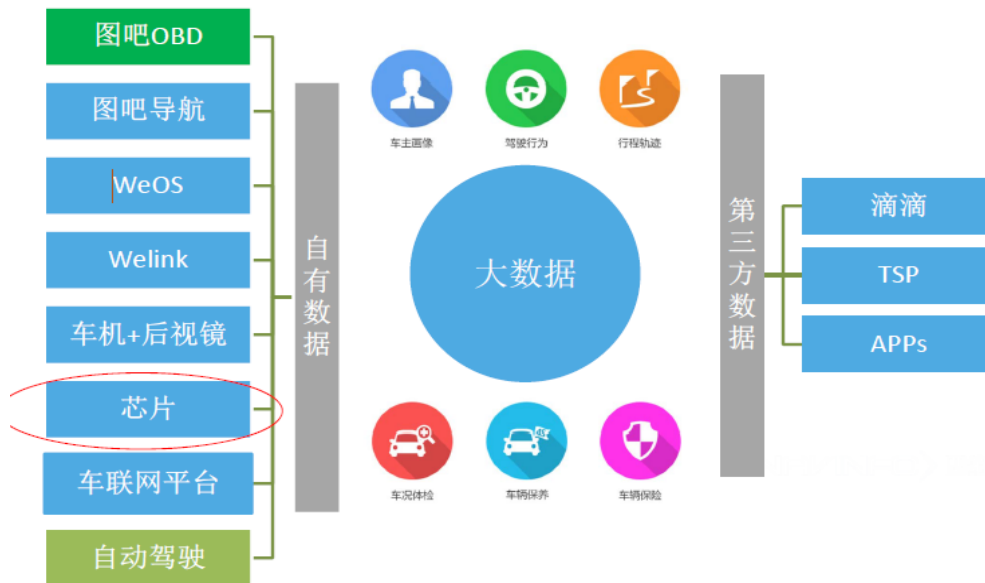 图吧OBD
图吧导航
WeOS
Welink
车机+后视镜
芯片
车联网平台
自动驾驶
自有数据
车主画像
驾驶行为
行程轨迹
大数据
车况体检
车辆保养
车辆保险
第三方数据
滴滴
TSP
APPs